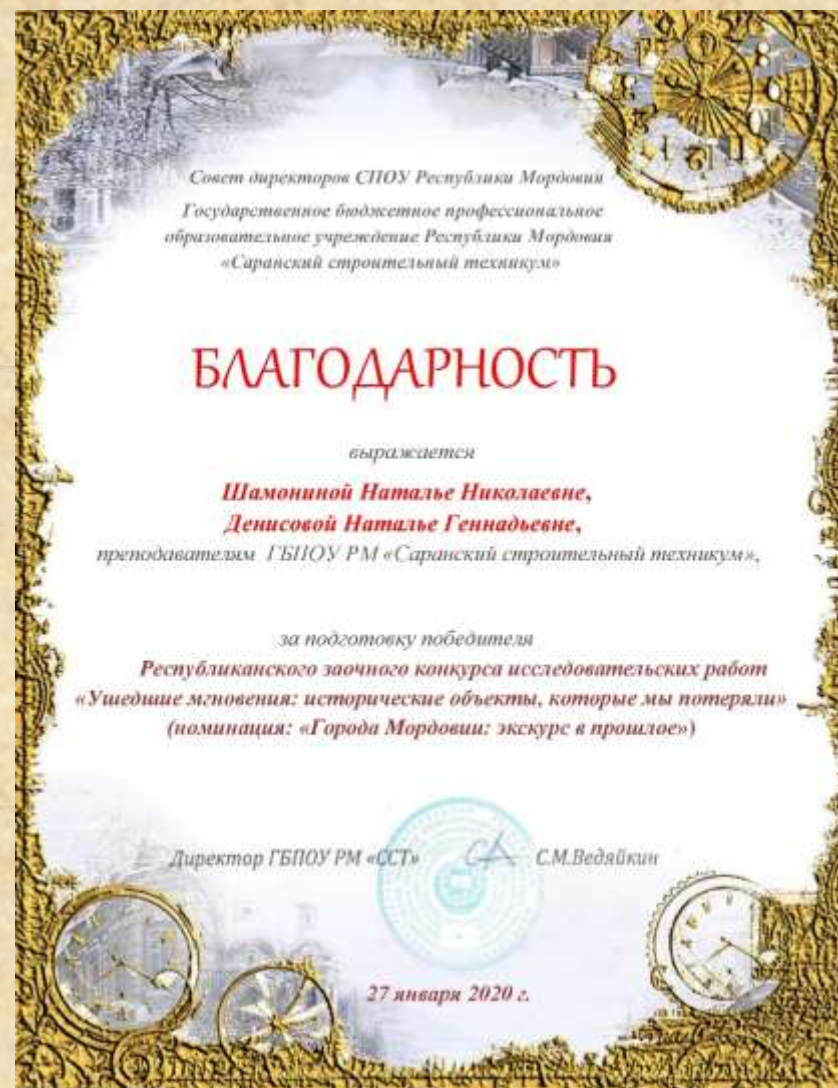 Совет директоров СПОУ Республики Мордовия
Государственное бюджетное профессиональное
образовательное учреждение Республики Мордовия
«Саранский строительный техникум»
БЛАГОДАРНОСТЬ
выражается
Шамониной Наталье Николаевне,
Денисовой Наталье Геннадьевне,
преподавателям ГБПОУ РМ «Саранский строительный техникум»,
за подготовку победителя
Республиканского заочного конкурса исследовательских работ
«Ушедшие мгновения: исторические объекты, которые мы потеряли»
(номинация: «Города Мордовии: экскурс в прошлое»)
Директор ГБПОУ РМ «ССТ» С.М.Ведяйкин
27 января 2020 г.